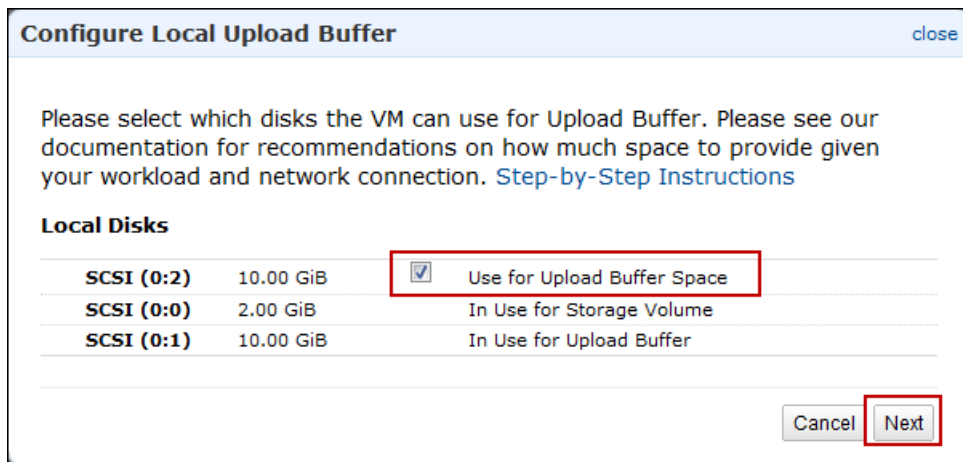 Configure Local Upload Buffer close
Please select which disks the VM can use for Upload Buffer. Please see our
documentation for recommendations on how much space to provide given
your workload and network connection. Step-by-Step Instructions
Local Disks
SCSI (0:2) 10.00 GiB Use for Upload Buffer Space
SCSI (0:0) 2.00 GiB In Use for Storage Volume
SCSI (0:1) 10.00 GiB In Use for Upload Buffer
Cancel Next